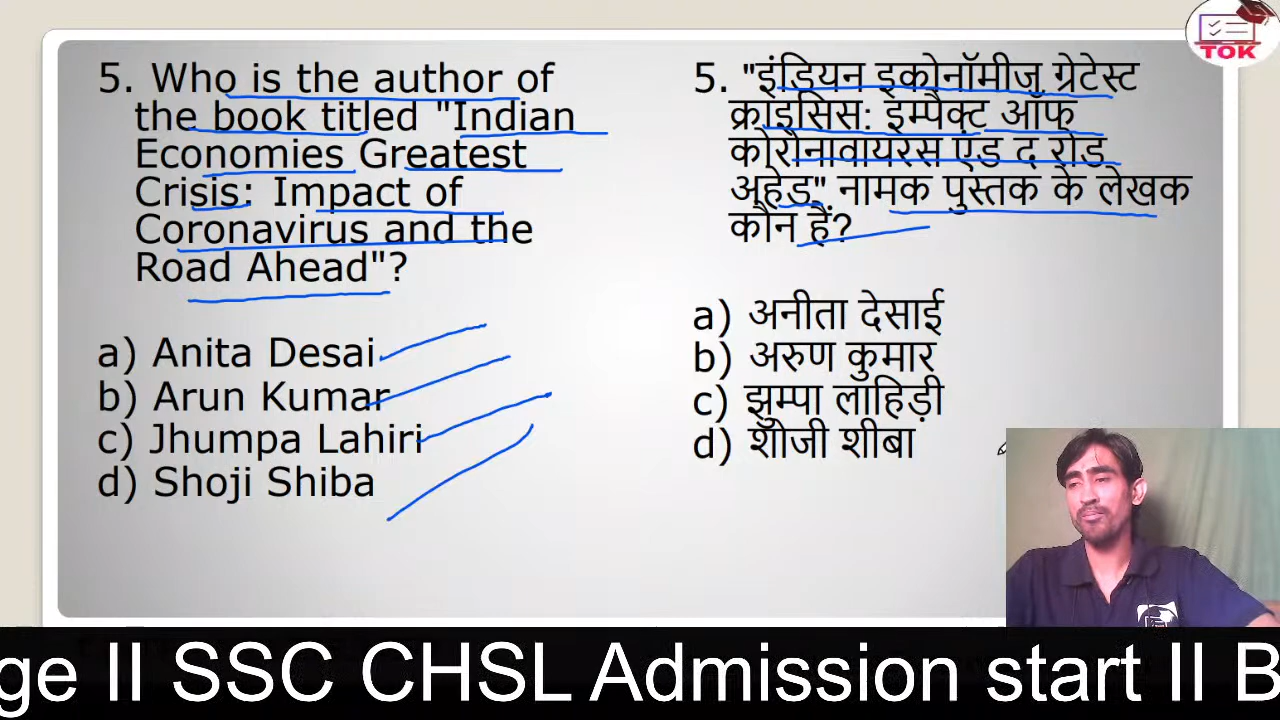 TOK
5. Who is the author of
the book titled "Indian
Economies Greatest
Crisis: Impact of
Coronavirus and the
Road Ahead"?
a) Anita Desai
b) Arun Kumar
c) Jhumpa Lahiri
d) Shoji Shiba
5. "इंडियन इकोनॉमीज ग्रेटेस्ट
क्राइसिस: इम्पैक्ट ऑफ
कोरोनावायरस एंड द रोड
अहेड" नामक पुस्तक के लेखक
कौन हैं?
a) अनीता देसाई
b) अरुण कुमार
c) झुम्पा लाहिड़ी
d) शोजी शीबा
ge II SSC CHSL Admission start II B